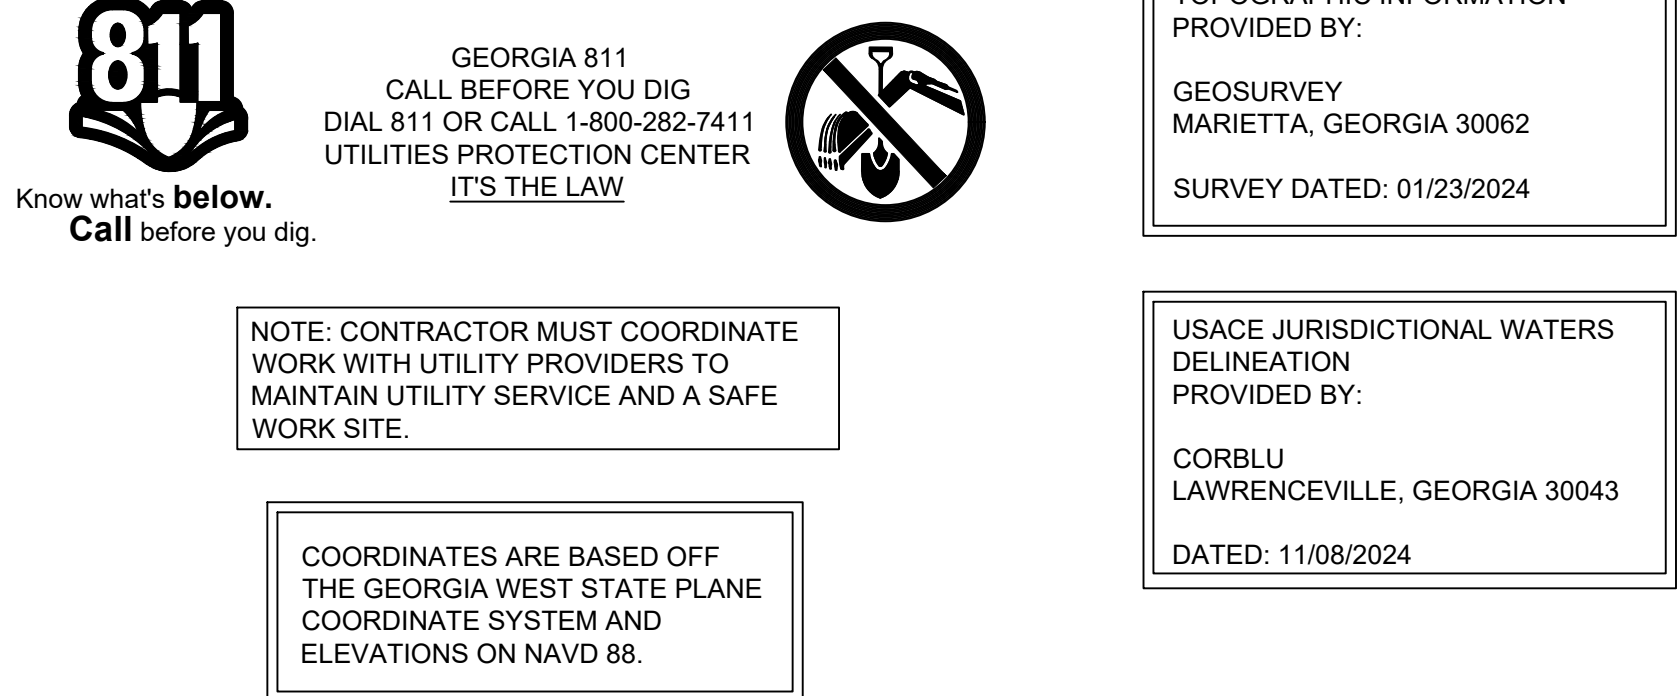 811
Know what's below.
Call before you dig.
GEORGIA 811
CALL BEFORE YOU DIG
DIAL 811 OR CALL 1-800-282-7411
UTILITIES PROTECTION CENTER
IT'S THE LAW
TOPOGRAPHIC INFORMATION
PROVIDED BY:
GEOSURVEY
MARIETTA, GEORGIA 30062
SURVEY DATED: 01/23/2024
NOTE: CONTRACTOR MUST COORDINATE
WORK WITH UTILITY PROVIDERS TO
MAINTAIN UTILITY SERVICE AND A SAFE
WORK SITE.
USACE JURISDICTIONAL WATERS
DELINEATION
PROVIDED BY:
CORBLU
LAWRENCEVILLE, GEORGIA 30043
DATED: 11/08/2024
COORDINATES ARE BASED OFF
THE GEORGIA WEST STATE PLANE
COORDINATE SYSTEM AND
ELEVATIONS ON NAVD 88.